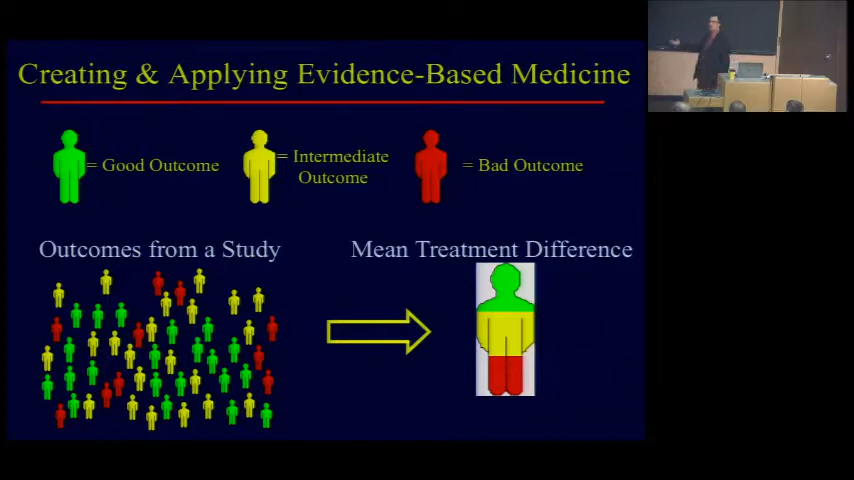 Creating & Applying Evidence-Based Medicine
= Good Outcome
= Intermediate
Outcome
= Bad Outcome
Outcomes from a Study
Mean Treatment Difference